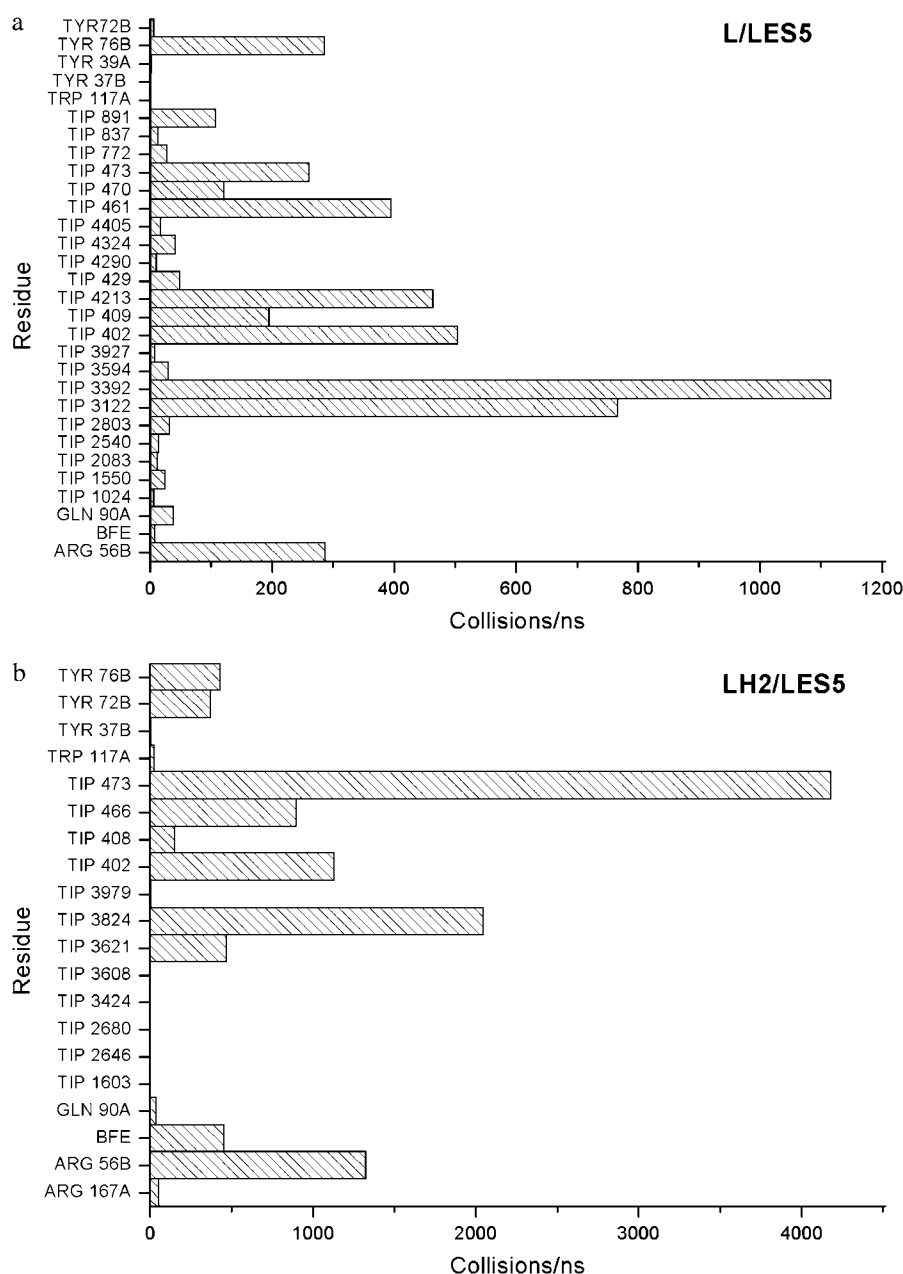 a
L/LES5
TYR72B
TYR 76B
TYR 39A
TYR 37B
TRP 117A
TIP 891
TIP 837
TIP 772
TIP 473
TIP 470
TIP 461
TIP 4405
TIP 4324
TIP 4290
TIP 429
TIP 4213
TIP 409
TIP 402
TIP 3927
TIP 3594
TIP 3392
TIP 3122
TIP 2803
TIP 2540
TIP 2083
TIP 1550
TIP 1024
GLN 90A
BFE
ARG 56B
Residue
0 200 400 600 800 1000 1200
Collisions/ns
b
LH2/LES5
TYR 76B
TYR 72B
TYR 37B
TRP 117A
TIP 473
TIP 466
TIP 408
TIP 402
TIP 3979
TIP 3824
TIP 3621
TIP 3608
TIP 3424
TIP 2680
TIP 2646
TIP 1603
GLN 90A
BFE
ARG 56B
ARG 167A
Residue
0 1000 2000 3000 4000
Collisions/ns